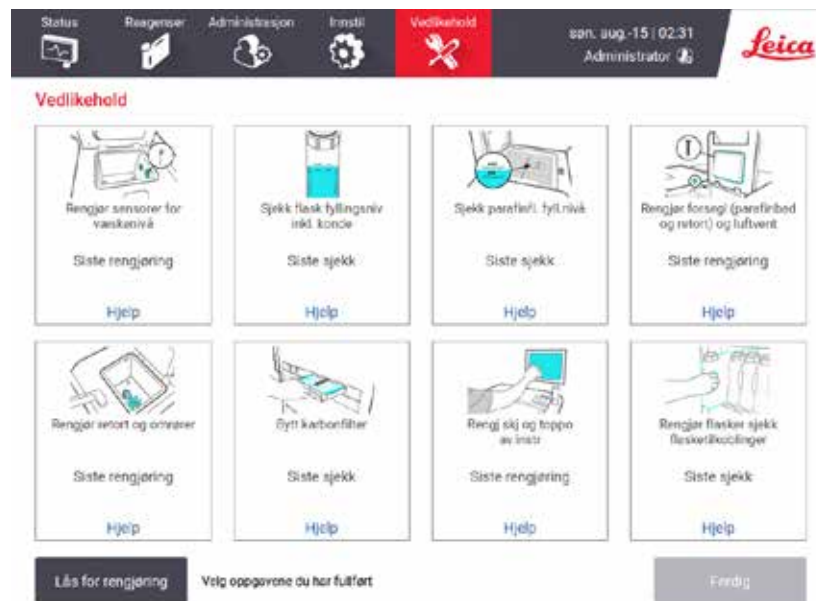 Status Reagenser Administrasjon Innstil Vedlikehold
søn. aug.-15 | 02:31
Administrator
Leica
Vedlikehold
Rengjør sensorer for
væskenivå
Siste rengjøring
Hjelp
Sjekk flask fyllingsniv
inkl. konde
Siste sjekk
Hjelp
Sjekk parafinfl. fyll.nivå
Siste sjekk
Hjelp
Rengjør forsegl (parafinbad
og retort) og luftvent
Siste rengjøring
Hjelp
Rengjør retort og omrører
Siste rengjøring
Hjelp
Bytt karbonfilter
Siste sjekk
Hjelp
Rengj skj og toppo
av instr
Siste rengjøring
Hjelp
Rengjør flasker sjekk
flasketilkoblinger
Siste sjekk
Hjelp
Lås for rengjøring
Velg oppgavene du har fullført
Ferdig